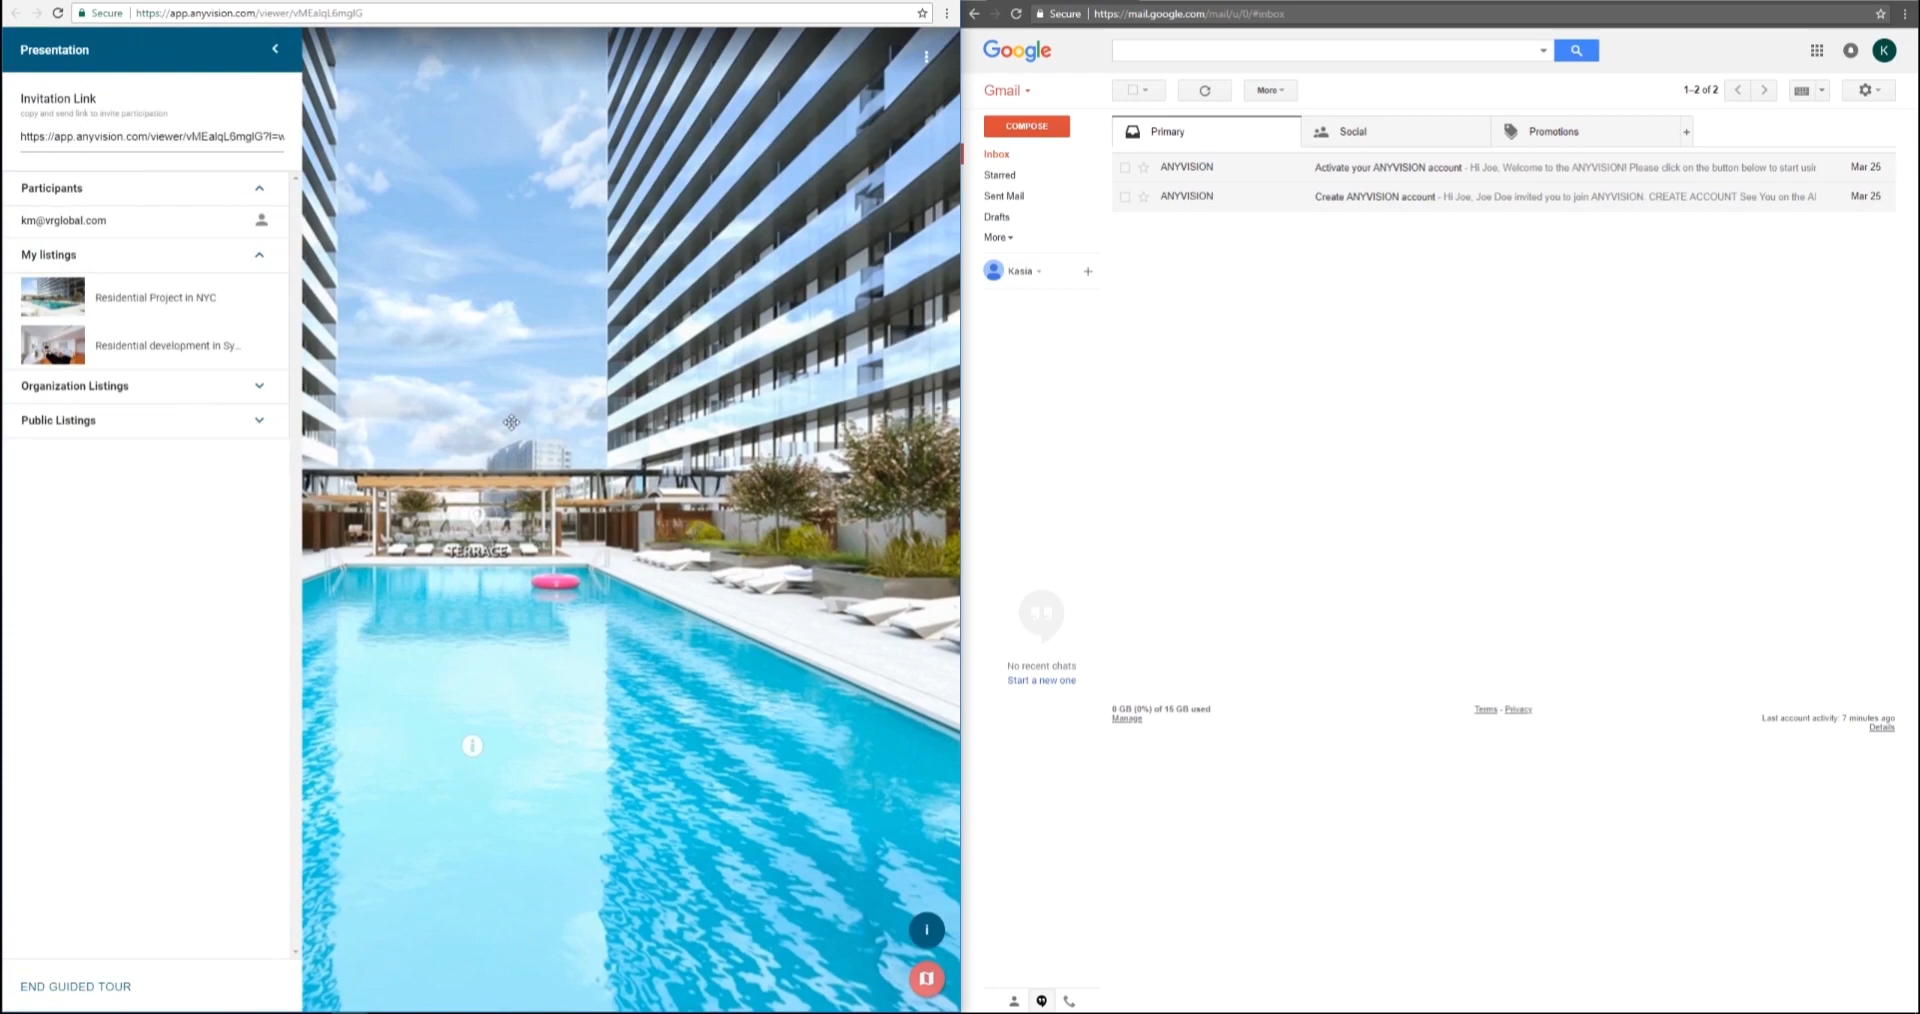 Secure
https://app.anyvision.com/viewer/vMEalqL6mgIG
Presentation
Invitation Link
copy and send link to invite participation
https://app.anyvision.com/viewer/vMEalqL6mgIG?l=w
Participants
km@vrglobal.com
My listings
Residential Project in NYC
Residential development in Sy...
Organization Listings
Public Listings
END GUIDED TOUR
TERRACE
i
i
Secure
https://mail.google.com/mail/u/0/#inbox
Google
K
Gmail
More
1-2 of 2
COMPOSE
Primary
Social
Promotions
+
Inbox
Starred
Sent Mail
Drafts
More
Kasia
+
ANYVISION Activate your ANYVISION account - Hi Joe, Welcome to the ANYVISION! Please click on the button below to start usin Mar 25
ANYVISION Create ANYVISION account - Hi Joe, Joe Doe invited you to join ANYVISION. CREATE ACCOUNT See You on the Al Mar 25
No recent chats
Start a new one
0 GB (0%) of 15 GB used
Manage
Terms - Privacy
Last account activity: 7 minutes ago
Details